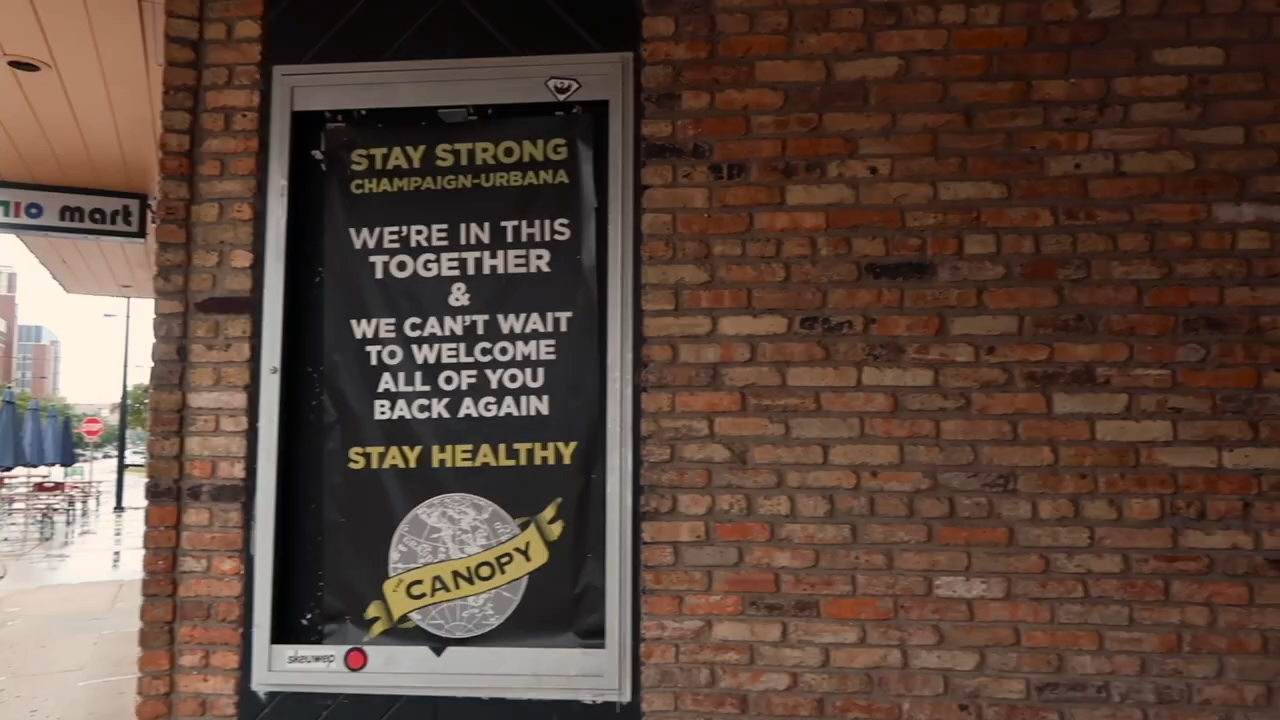 STAY STRONG
CHAMPAIGN-URBANA
WE'RE IN THIS
TOGETHER
&
WE CAN'T WAIT
TO WELCOME
ALL OF YOU
BACK AGAIN
STAY HEALTHY
THE CANOPY
mart
skeuwep